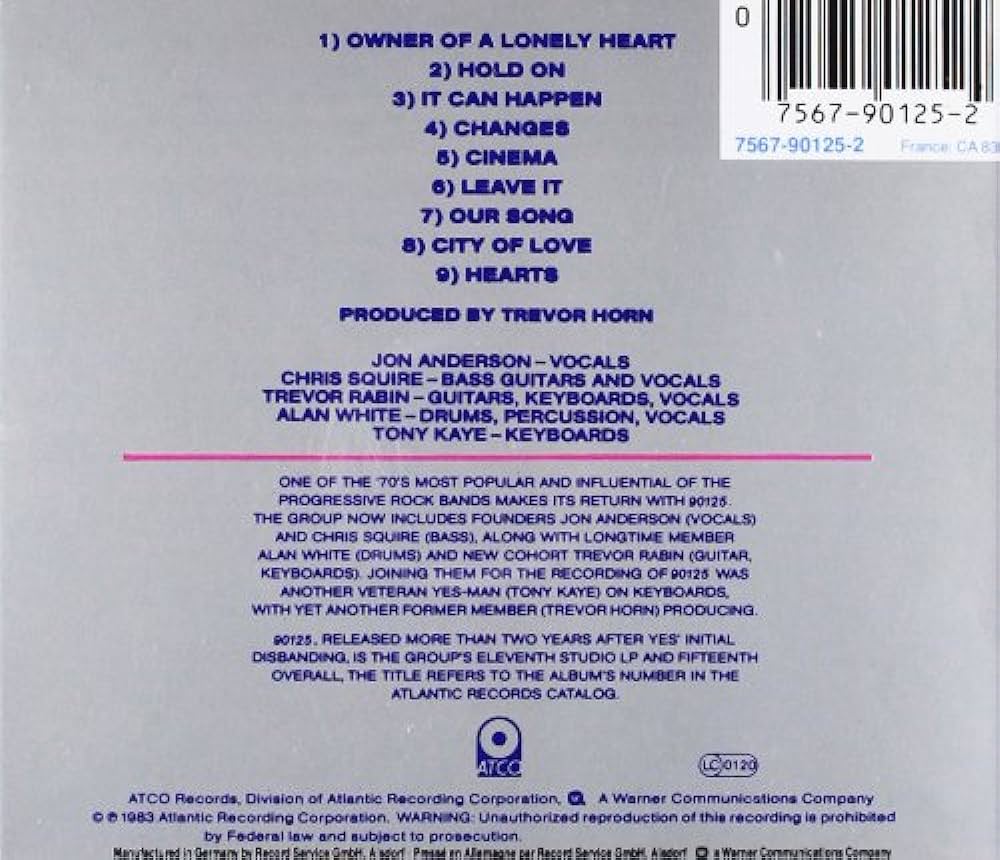 0
7567-90125-2
7567-90125-2 France: CA 83
1) OWNER OF A LONELY HEART
2) HOLD ON
3) IT CAN HAPPEN
4) CHANGES
5) CINEMA
6) LEAVE IT
7) OUR SONG
8) CITY OF LOVE
9) HEARTS
PRODUCED BY TREVOR HORN
JON ANDERSON – VOCALS
CHRIS SQUIRE – BASS GUITARS AND VOCALS
TREVOR RABIN – GUITARS, KEYBOARDS, VOCALS
ALAN WHITE – DRUMS, PERCUSSION, VOCALS
TONY KAYE – KEYBOARDS
ONE OF THE '70'S MOST POPULAR AND INFLUENTIAL OF THE
PROGRESSIVE ROCK BANDS MAKES ITS RETURN WITH 90125.
THE GROUP NOW INCLUDES FOUNDERS JON ANDERSON (VOCALS)
AND CHRIS SQUIRE (BASS), ALONG WITH LONGTIME MEMBER
ALAN WHITE (DRUMS) AND NEW COHORT TREVOR RABIN (GUITAR,
KEYBOARDS). JOINING THEM FOR THE RECORDING OF 90125 WAS
ANOTHER VETERAN YES-MAN (TONY KAYE) ON KEYBOARDS,
WITH YET ANOTHER FORMER MEMBER (TREVOR HORN) PRODUCING.
90125, RELEASED MORE THAN TWO YEARS AFTER YES' INITIAL
DISBANDING, IS THE GROUP'S ELEVENTH STUDIO LP AND FIFTEENTH
OVERALL, THE TITLE REFERS TO THE ALBUM'S NUMBER IN THE
ATLANTIC RECORDS CATALOG.
ATCO
LC 0120
ATCO Records, Division of Atlantic Recording Corporation, A Warner Communications Company
© ℗ 1983 Atlantic Recording Corporation. WARNING: Unauthorized reproduction of this recording is prohibited
by Federal law and subject to prosecution.
Manufactured in Germany by Record Service GmbH, Alsdorf Pressé en Allemagne par Record Service GmbH, Alsdorf a Warner Communications Company